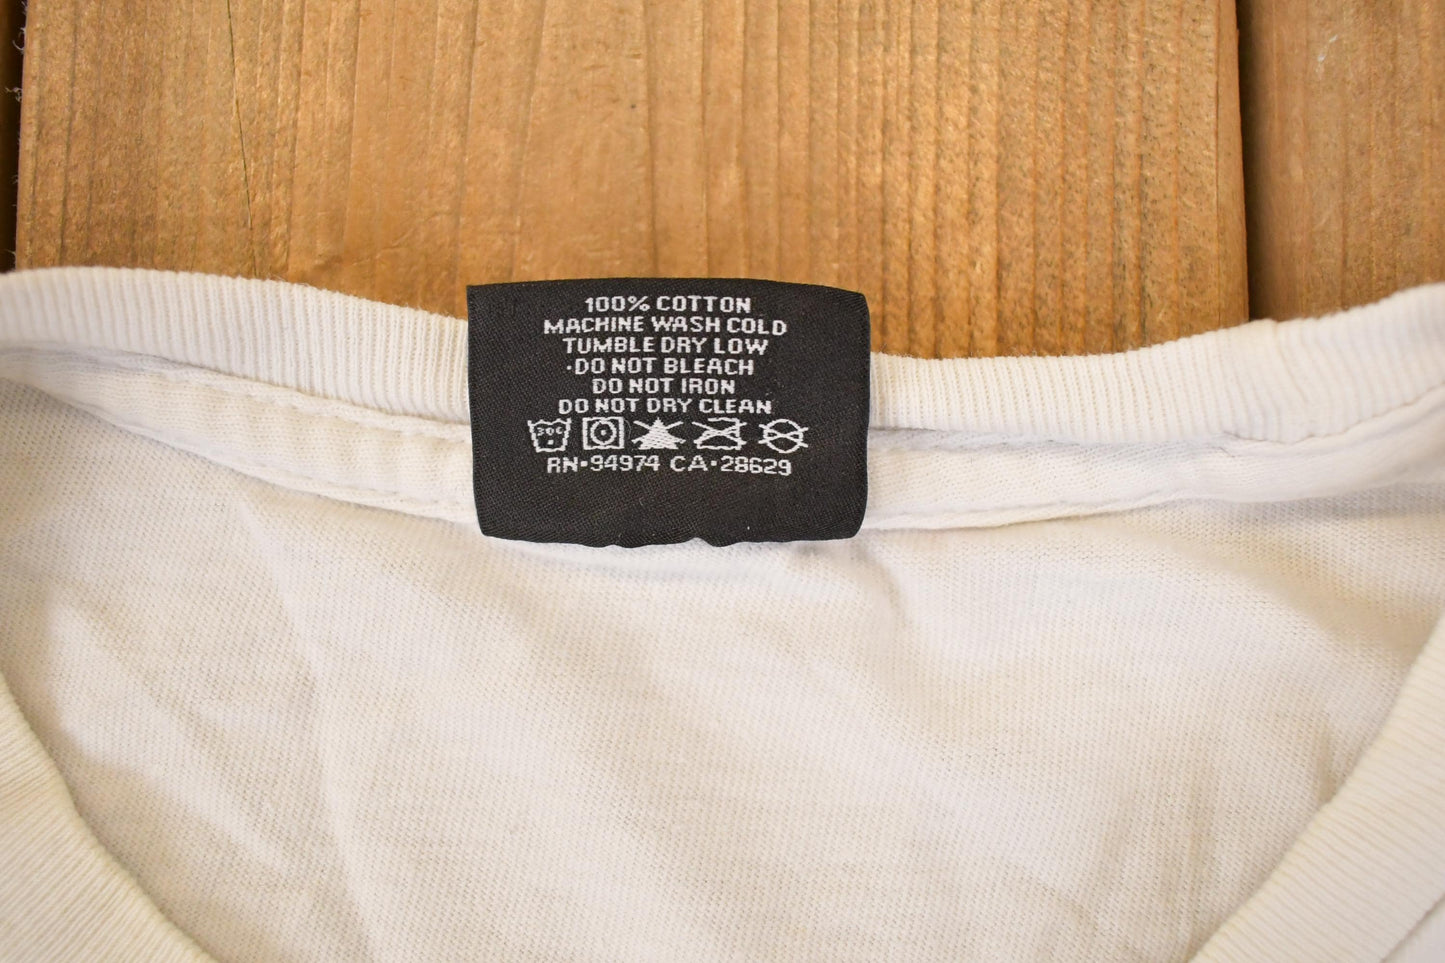 100% COTTON
MACHINE WASH COLD
TUMBLE DRY LOW
·DO NOT BLEACH
DO NOT IRON
DO NOT DRY CLEAN
30C
RN·94974 CA·28629